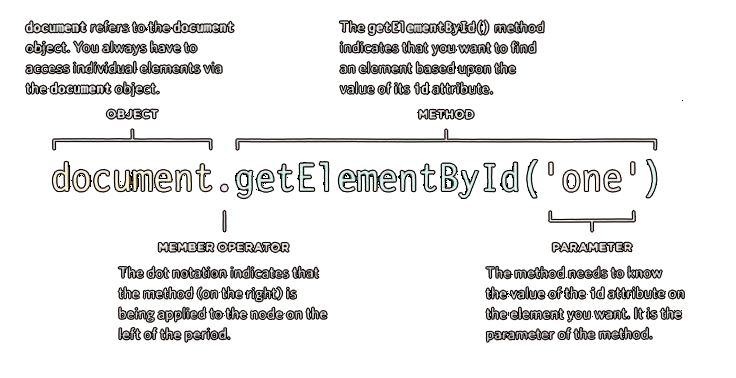 document refers to the document
object. You always have to
access individual elements via
the document object.
The getElementById() method
indicates that you want to find
an element based upon the
value of its id attribute.
OBJECT
METHOD
document.getElementById('one')
MEMBER OPERATOR
The dot notation indicates that
the method (on the right) is
being applied to the node on the
left of the period.
PARAMETER
The method needs to know
the value of the id attribute on
the element you want. It is the
parameter of the method.